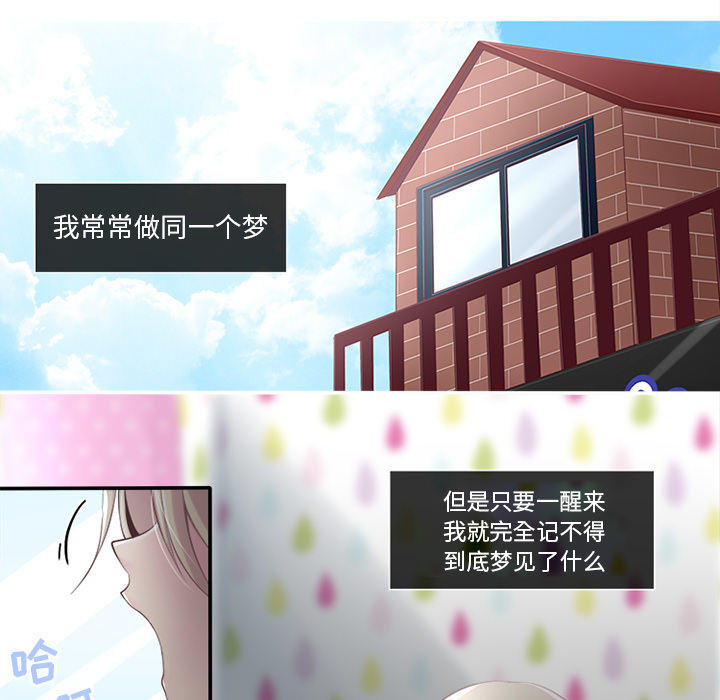 我常常做同一个梦
但是只要一醒来
我就完全记不得
到底梦见了什么
哈